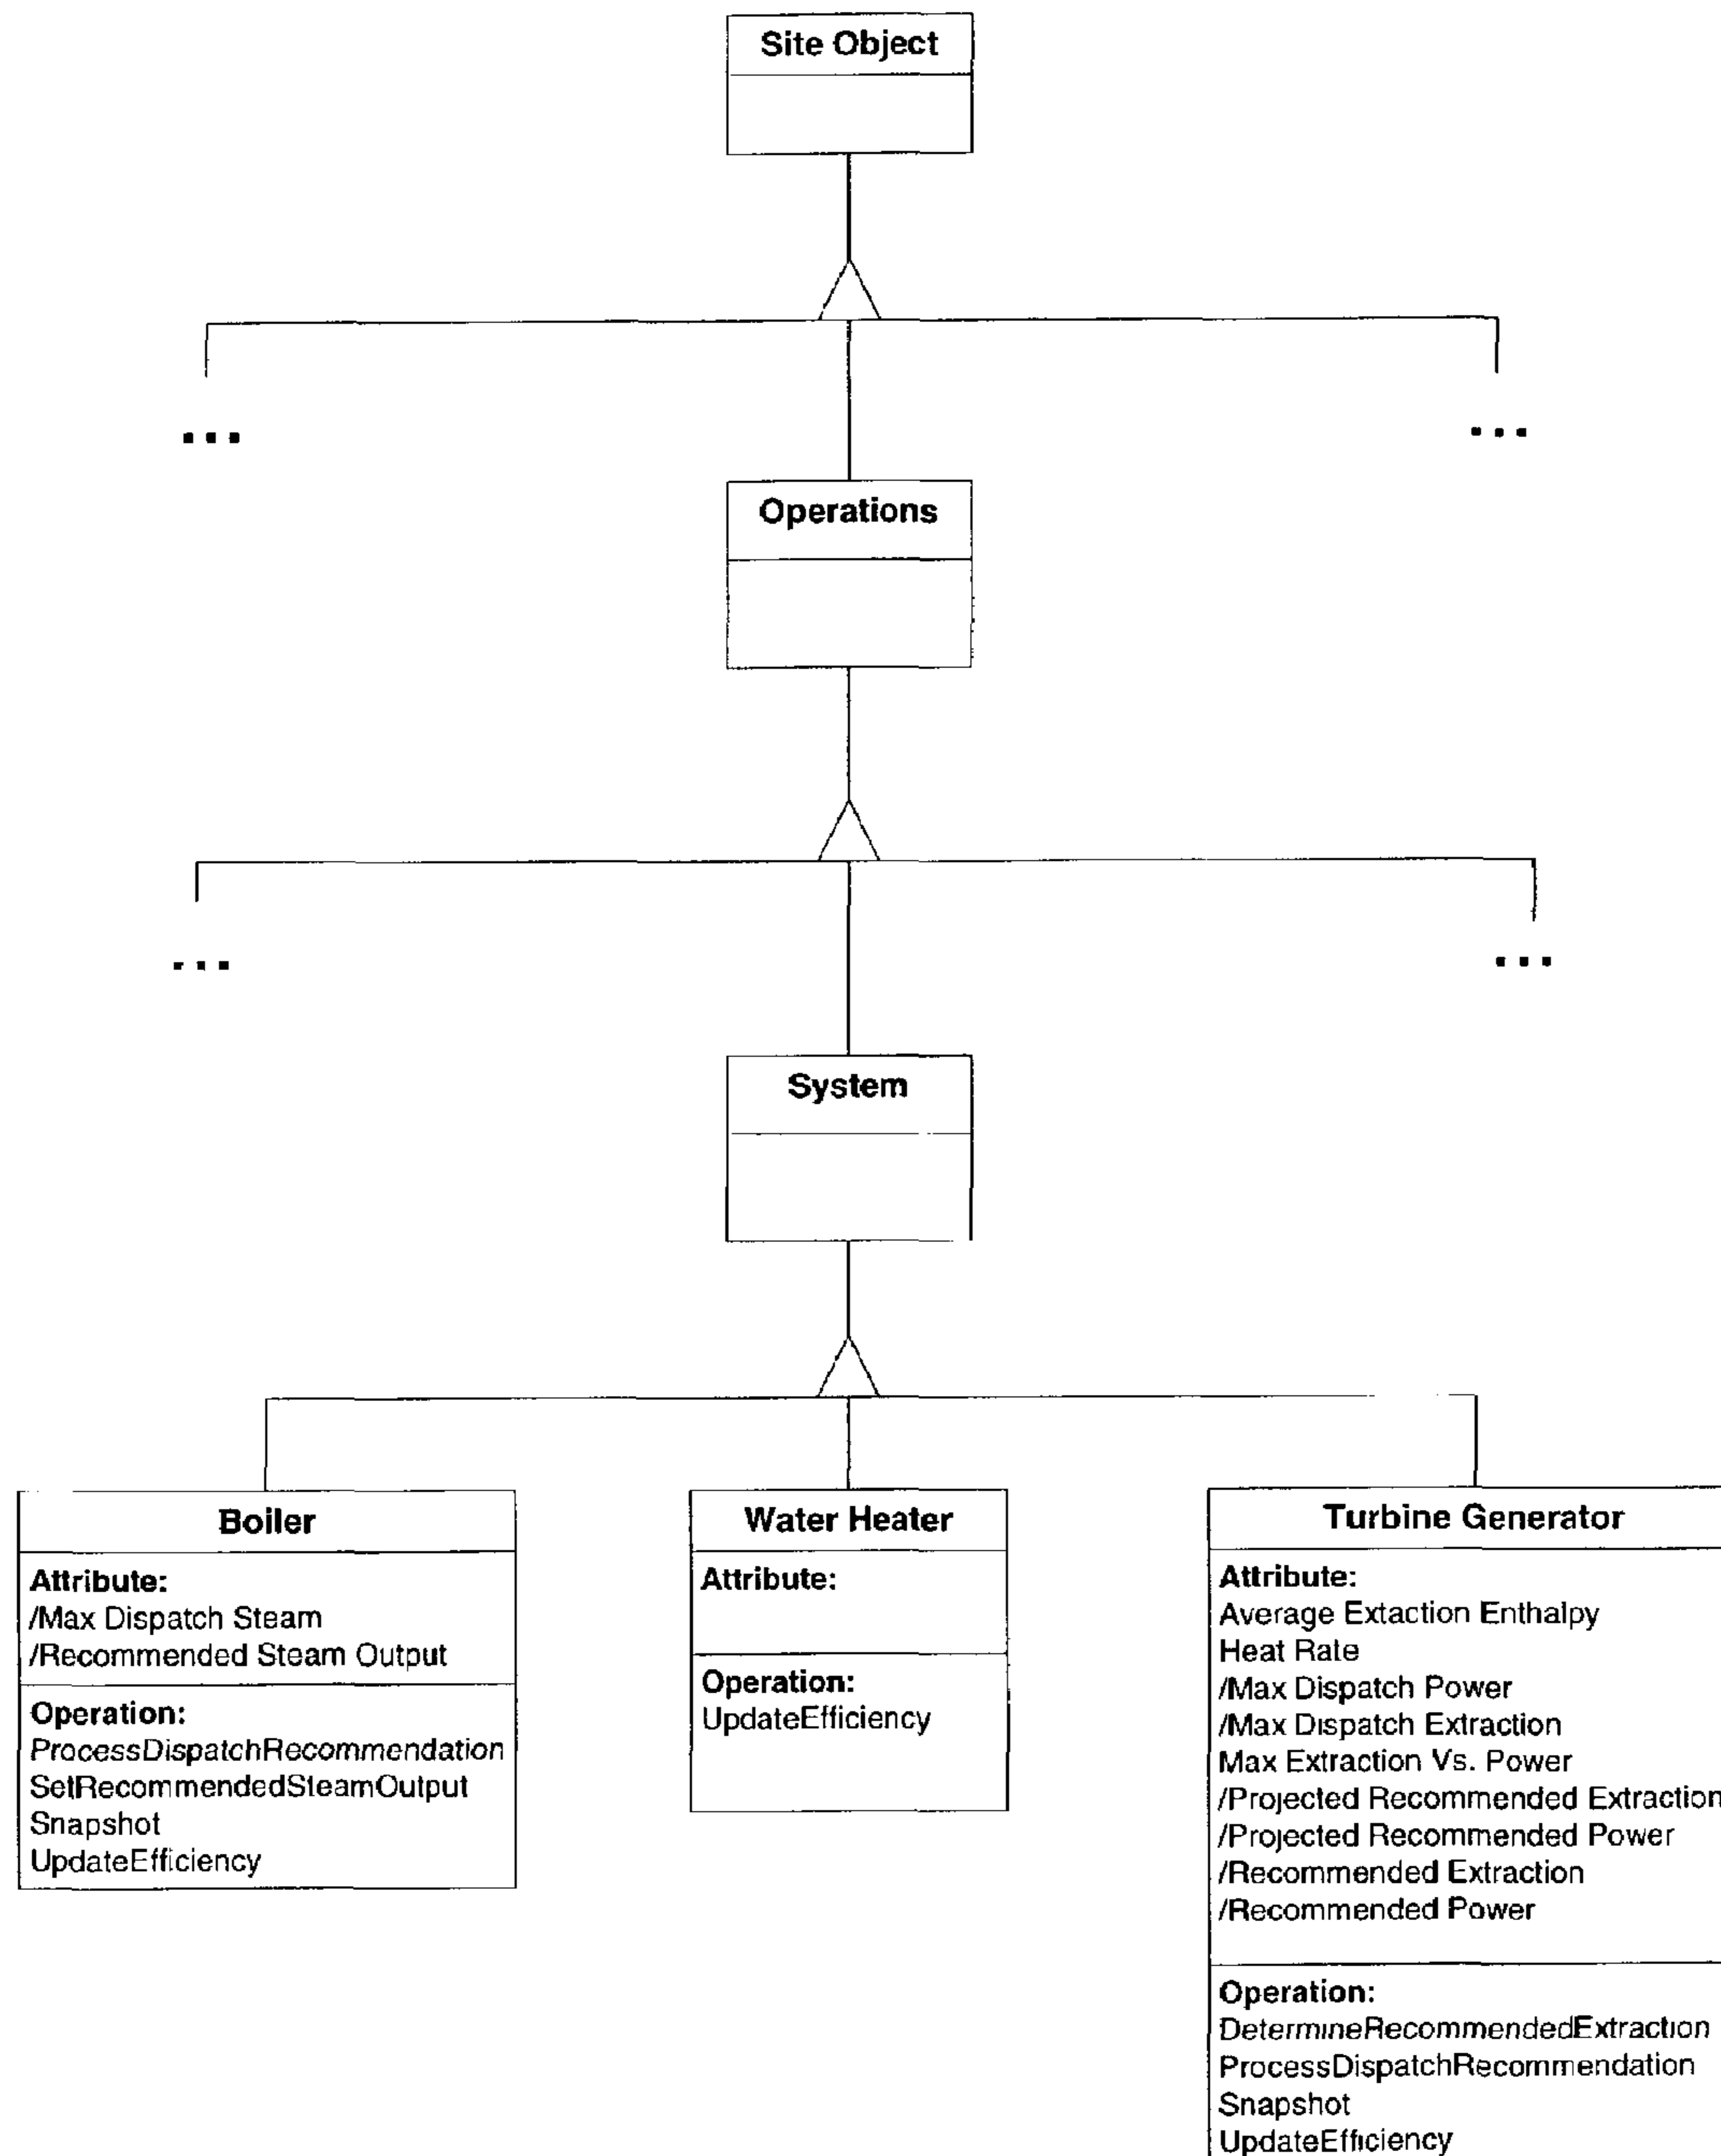 Site Object
...
...
Operations
...
...
System
Boiler
Attribute:
/Max Dispatch Steam
/Recommended Steam Output
Operation:
ProcessDispatchRecommendation
SetRecommendedSteamOutput
Snapshot
UpdateEfficiency
Water Heater
Attribute:
Operation:
UpdateEfficiency
Turbine Generator
Attribute:
Average Extaction Enthalpy
Heat Rate
/Max Dispatch Power
/Max Dispatch Extraction
Max Extraction Vs. Power
/Projected Recommended Extraction
/Projected Recommended Power
/Recommended Extraction
/Recommended Power
Operation:
DetermineRecommendedExtraction
ProcessDispatchRecommendation
Snapshot
UpdateEfficiency